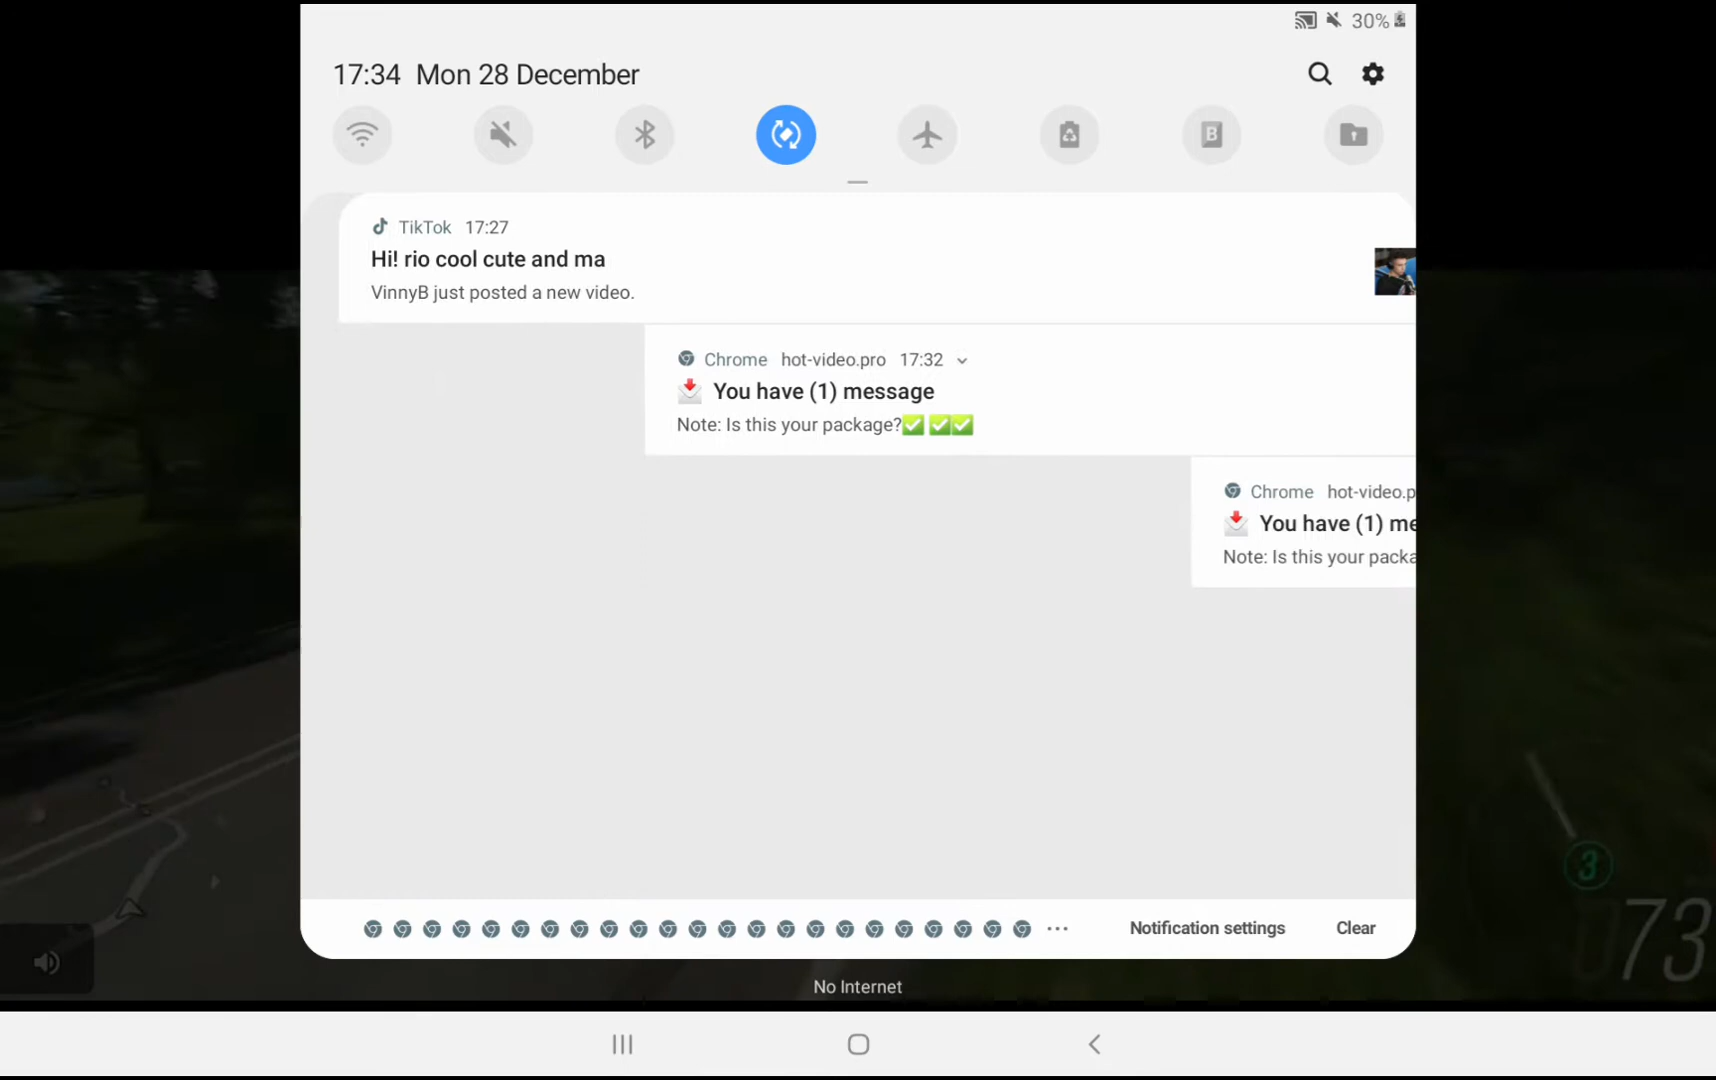 30%
17:34 Mon 28 December
TikTok 17:27
Hi! rio cool cute and ma
VinnyB just posted a new video.
Chrome hot-video.pro 17:32
You have (1) message
Note: Is this your package?✅ ✅✅
Chrome hot-video.p
You have (1) me
Note: Is this your packa
Notification settings Clear
3
073
No Internet